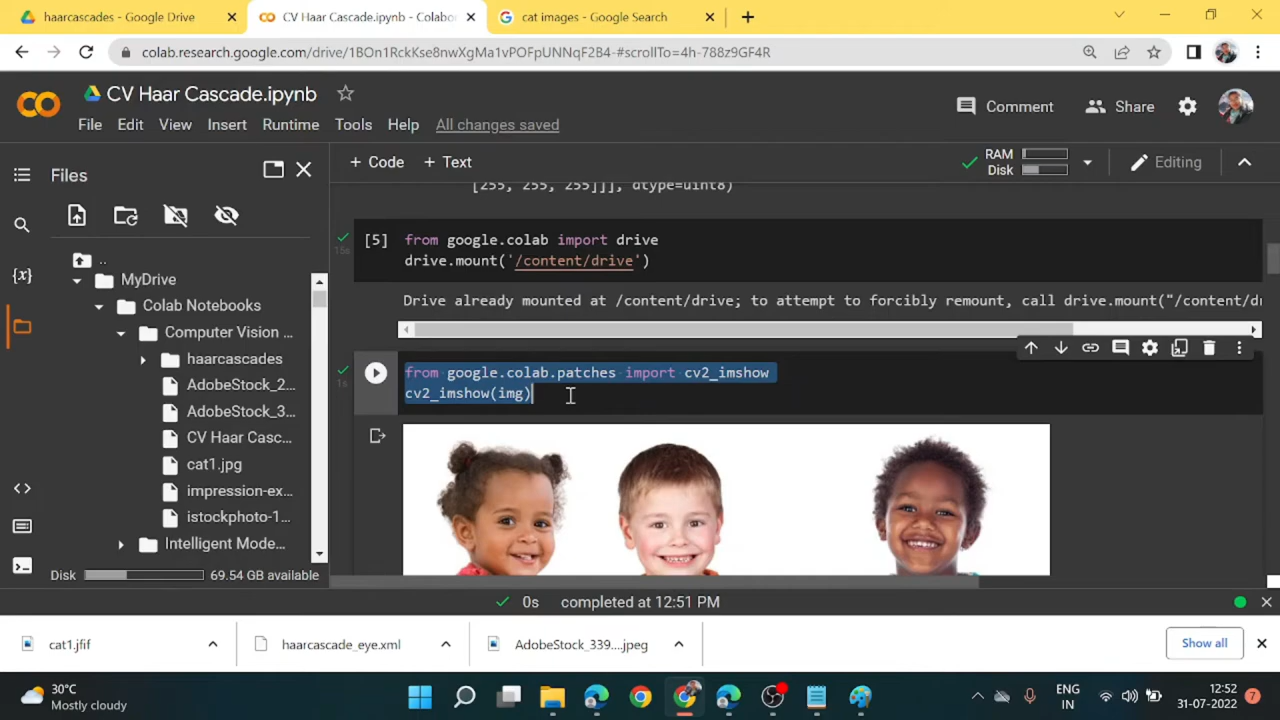 haarcascades - Google Drive
CV Haar Cascade.ipynb - Colabor
cat images - Google Search
colab.research.google.com/drive/1BOn1RckKse8nwXgMa1vPOFpUNNqF2B4-#scrollTo=4h-788z9GF4R
CV Haar Cascade.ipynb
Comment
Share
File Edit View Insert Runtime Tools Help All changes saved
Files
+ Code + Text
RAM
Disk
Editing
[255, 255, 255]]], dtype=uint8)
..
MyDrive
Colab Notebooks
Computer Vision ...
haarcascades
AdobeStock_2...
AdobeStock_3...
CV Haar Casc...
cat1.jpg
impression-ex...
istockphoto-1...
Intelligent Mode...
Disk 69.54 GB available
[5] from google.colab import drive
15s
drive.mount('/content/drive')
Drive already mounted at /content/drive; to attempt to forcibly remount, call drive.mount("/content/dr
from google.colab.patches import cv2_imshow
1s
cv2_imshow(img)
0s completed at 12:51 PM
cat1.jfif
haarcascade_eye.xml
AdobeStock_339....jpeg
Show all
30°C
Mostly cloudy
ENG
IN
12:52
31-07-2022
7